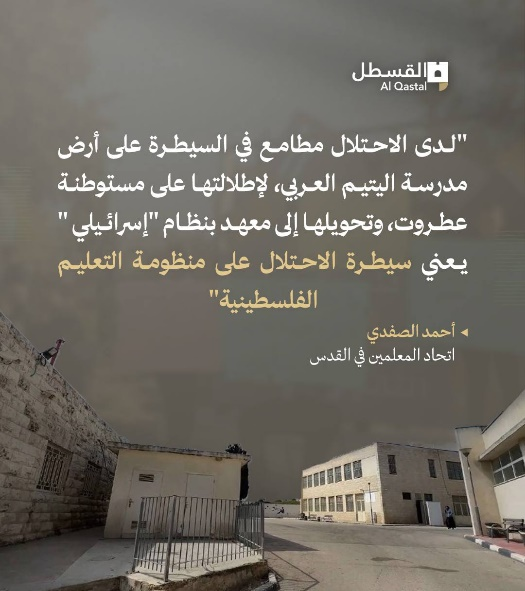 القسطل
Al Qastal
"لدى الاحتلال مطامع في السيطرة على أرض
مدرسة اليتيم العربي، لإطلالتها على مستوطنة
عطروت، وتحويلها إلى معهد بنظام "إسرائيلي "
يعني سيطرة الاحتلال على منظومة التعليم
الفلسطينية"
أحمد الصفدي
اتحاد المعلمين في القدس